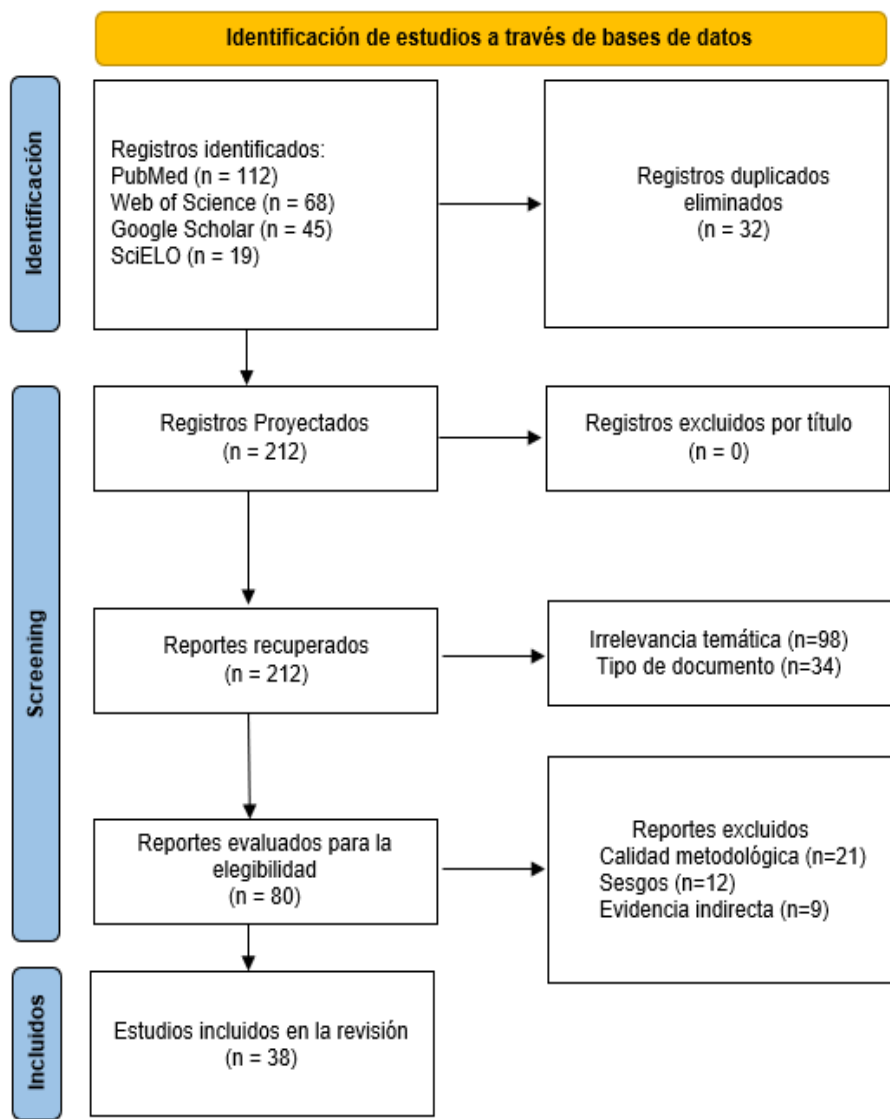 Identificación de estudios a través de bases de datos
Identificación
Registros identificados:
PubMed (n = 112)
Web of Science (n = 68)
Google Scholar (n = 45)
SciELO (n = 19)
Registros duplicados
eliminados
(n = 32)
Screening
Registros Proyectados
(n = 212)
Registros excluidos por título
(n = 0)
Reportes recuperados
(n = 212)
Irrelevancia temática (n=98)
Tipo de documento (n=34)
Reportes evaluados para la
elegibilidad
(n = 80)
Reportes excluidos
Calidad metodológica (n=21)
Sesgos (n=12)
Evidencia indirecta (n=9)
Incluidos
Estudios incluidos en la revisión
(n = 38)